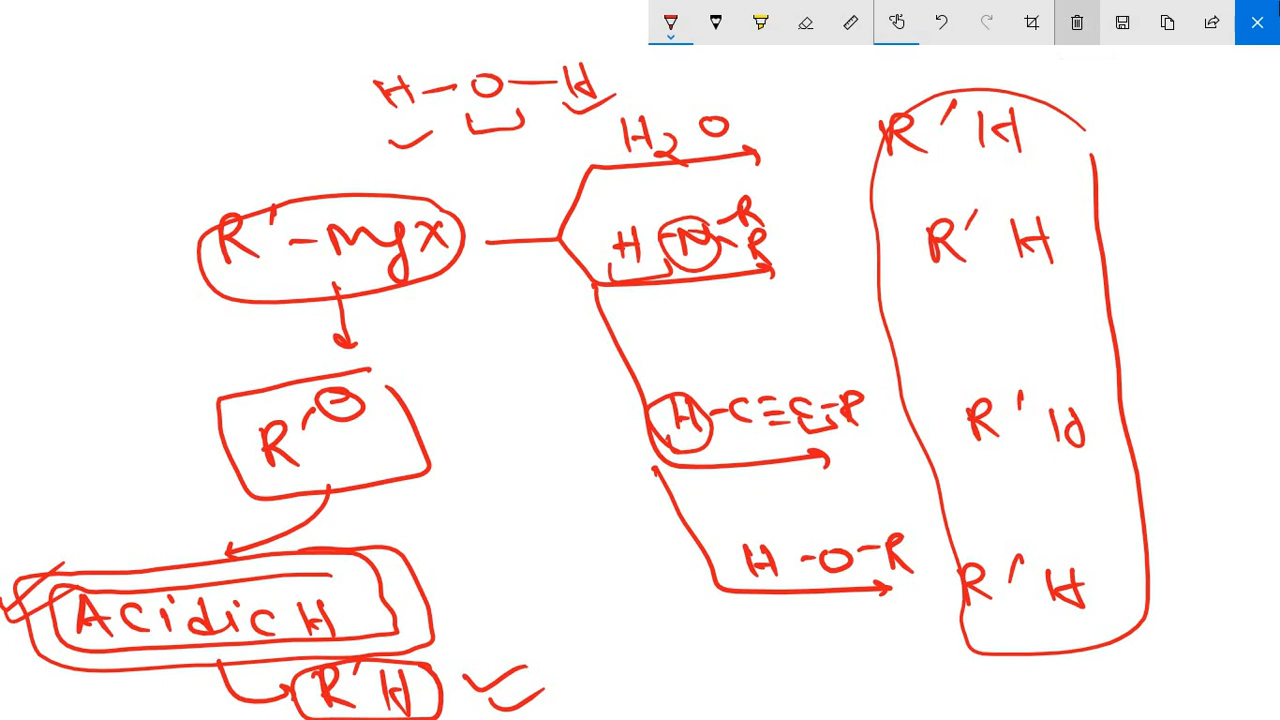 H-O-H
H2O
R'H
R'-MgX
H-N-R
R
R'H
R'⊖
H-C≡C-R
R'H
H-O-R
R'H
Acidic H
R'H